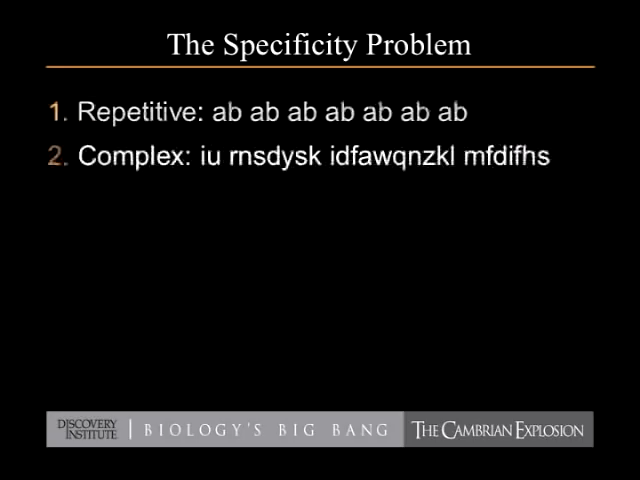 The Specificity Problem
1. Repetitive: ab ab ab ab ab ab ab
2. Complex: iu rnsdysk idfawqnzkl mfdifhs
DISCOVERY INSTITUTE | BIOLOGY'S BIG BANG THE CAMBRIAN EXPLOSION